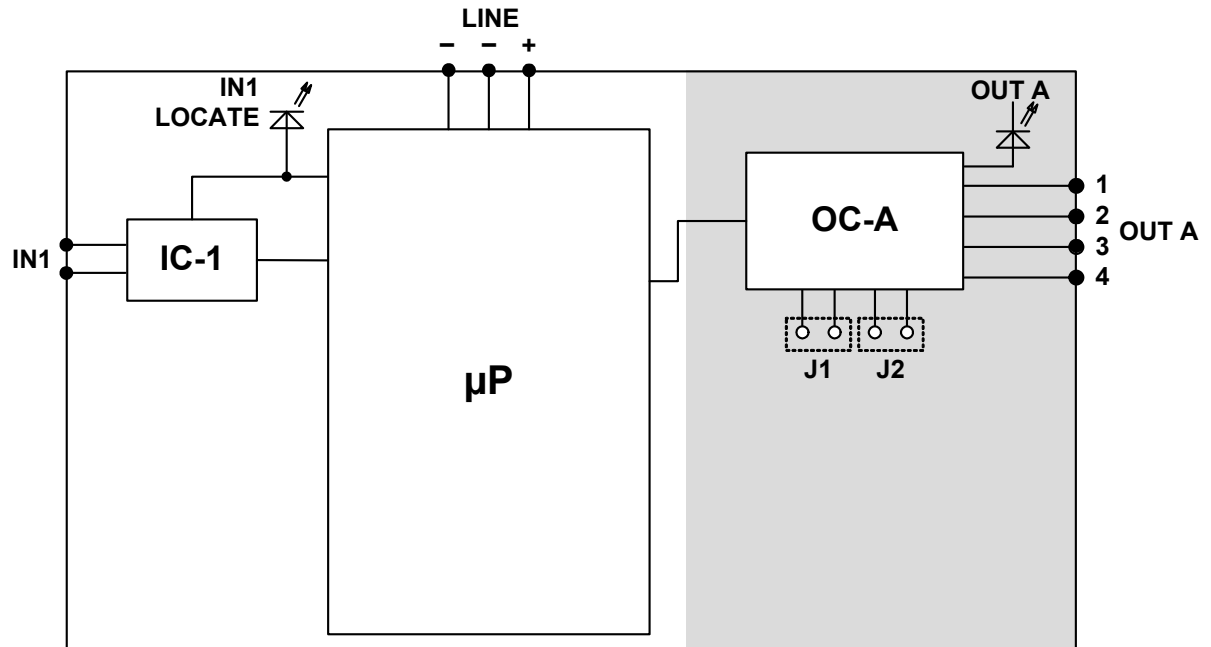 LINE
− − +
IN1
LOCATE
OUT A
IN1
IC-1
µP
OC-A
1
2
3
4
OUT A
J1 J2